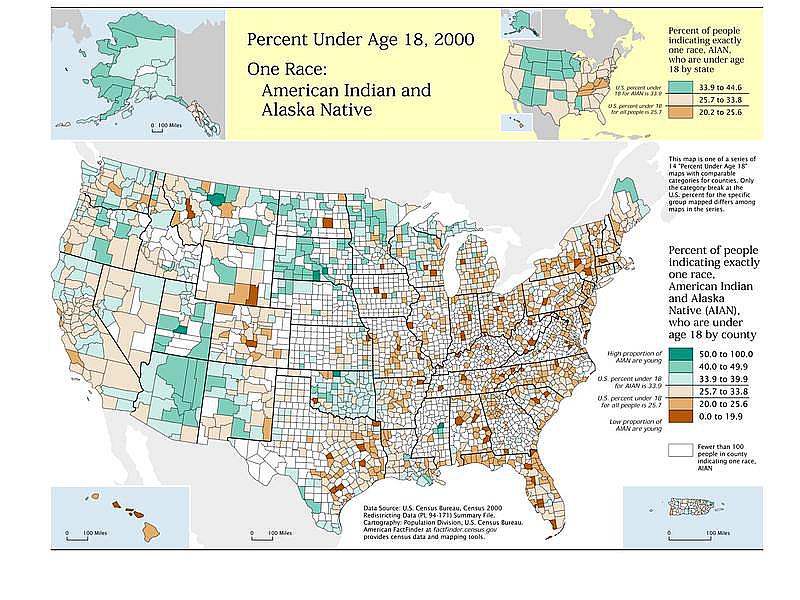 Percent Under Age 18, 2000
One Race:
American Indian and
Alaska Native
0 100 Miles
Percent of people
indicating exactly
one race, AIAN,
who are under age
18 by state
U.S. percent under
18 for AIAN is 33.9
U.S. percent under 18
for all people is 25.7
33.9 to 44.6
25.7 to 33.8
20.2 to 25.6
This map is one of a series of
14 "Percent Under Age 18"
maps with comparable
categories for counties. Only
the category break at the
U.S. percent for the specific
group mapped differs among
maps in the series.
Percent of people
indicating exactly
one race,
American Indian
and Alaska
Native (AIAN),
who are under
age 18 by county
High proportion of
AIAN are young
U.S. percent under 18
for AIAN is 33.9
U.S. percent under 18
for all people is 25.7
Low proportion of
AIAN are young
50.0 to 100.0
40.0 to 49.9
33.9 to 39.9
25.7 to 33.8
20.0 to 25.6
0.0 to 19.9
Fewer than 100
people in county
indicating one race,
AIAN
Data Source: U.S. Census Bureau, Census 2000
Redistricting Data (PL 94-171) Summary File.
Cartography: Population Division, U.S. Census Bureau.
American FactFinder at factfinder.census.gov
provides census data and mapping tools.
0 100 Miles
0 100 Miles
0 100 Miles